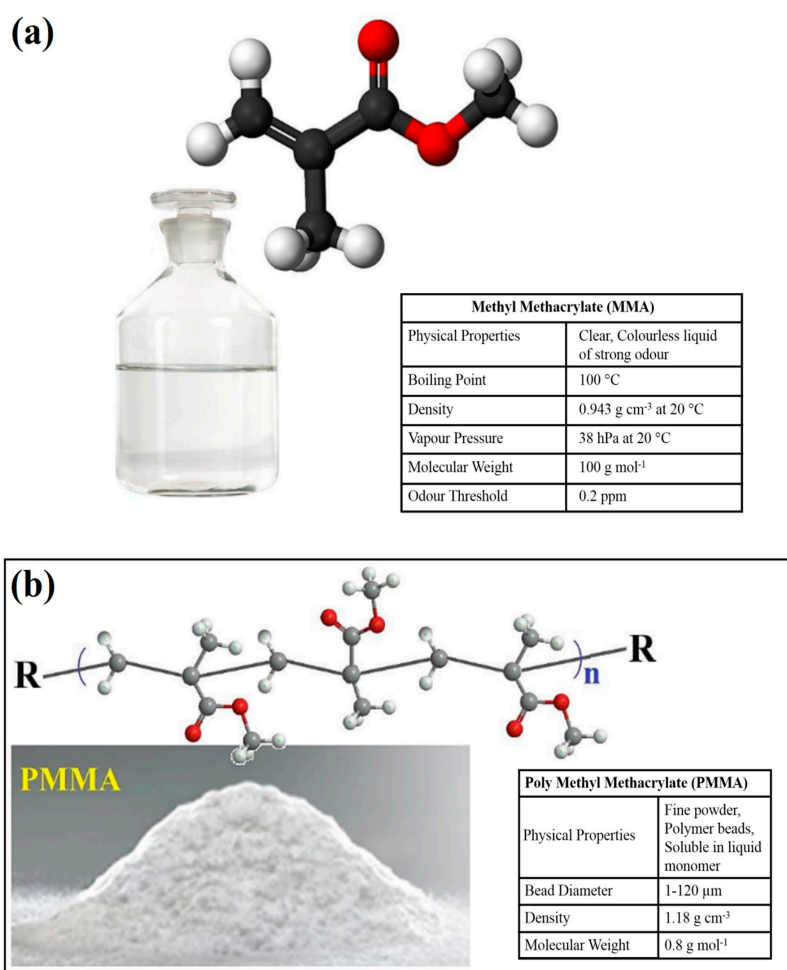 (a)
Methyl Methacrylate (MMA)
Physical Properties Clear, Colourless liquid
of strong odour
Boiling Point 100 °C
Density 0.943 g cm⁻³ at 20 °C
Vapour Pressure 38 hPa at 20 °C
Molecular Weight 100 g mol⁻¹
Odour Threshold 0.2 ppm
(b)
R ( ) n R
PMMA
Poly Methyl Methacrylate (PMMA)
Physical Properties Fine powder,
Polymer beads,
Soluble in liquid
monomer
Bead Diameter 1-120 μm
Density 1.18 g cm⁻³
Molecular Weight 0.8 g mol⁻¹